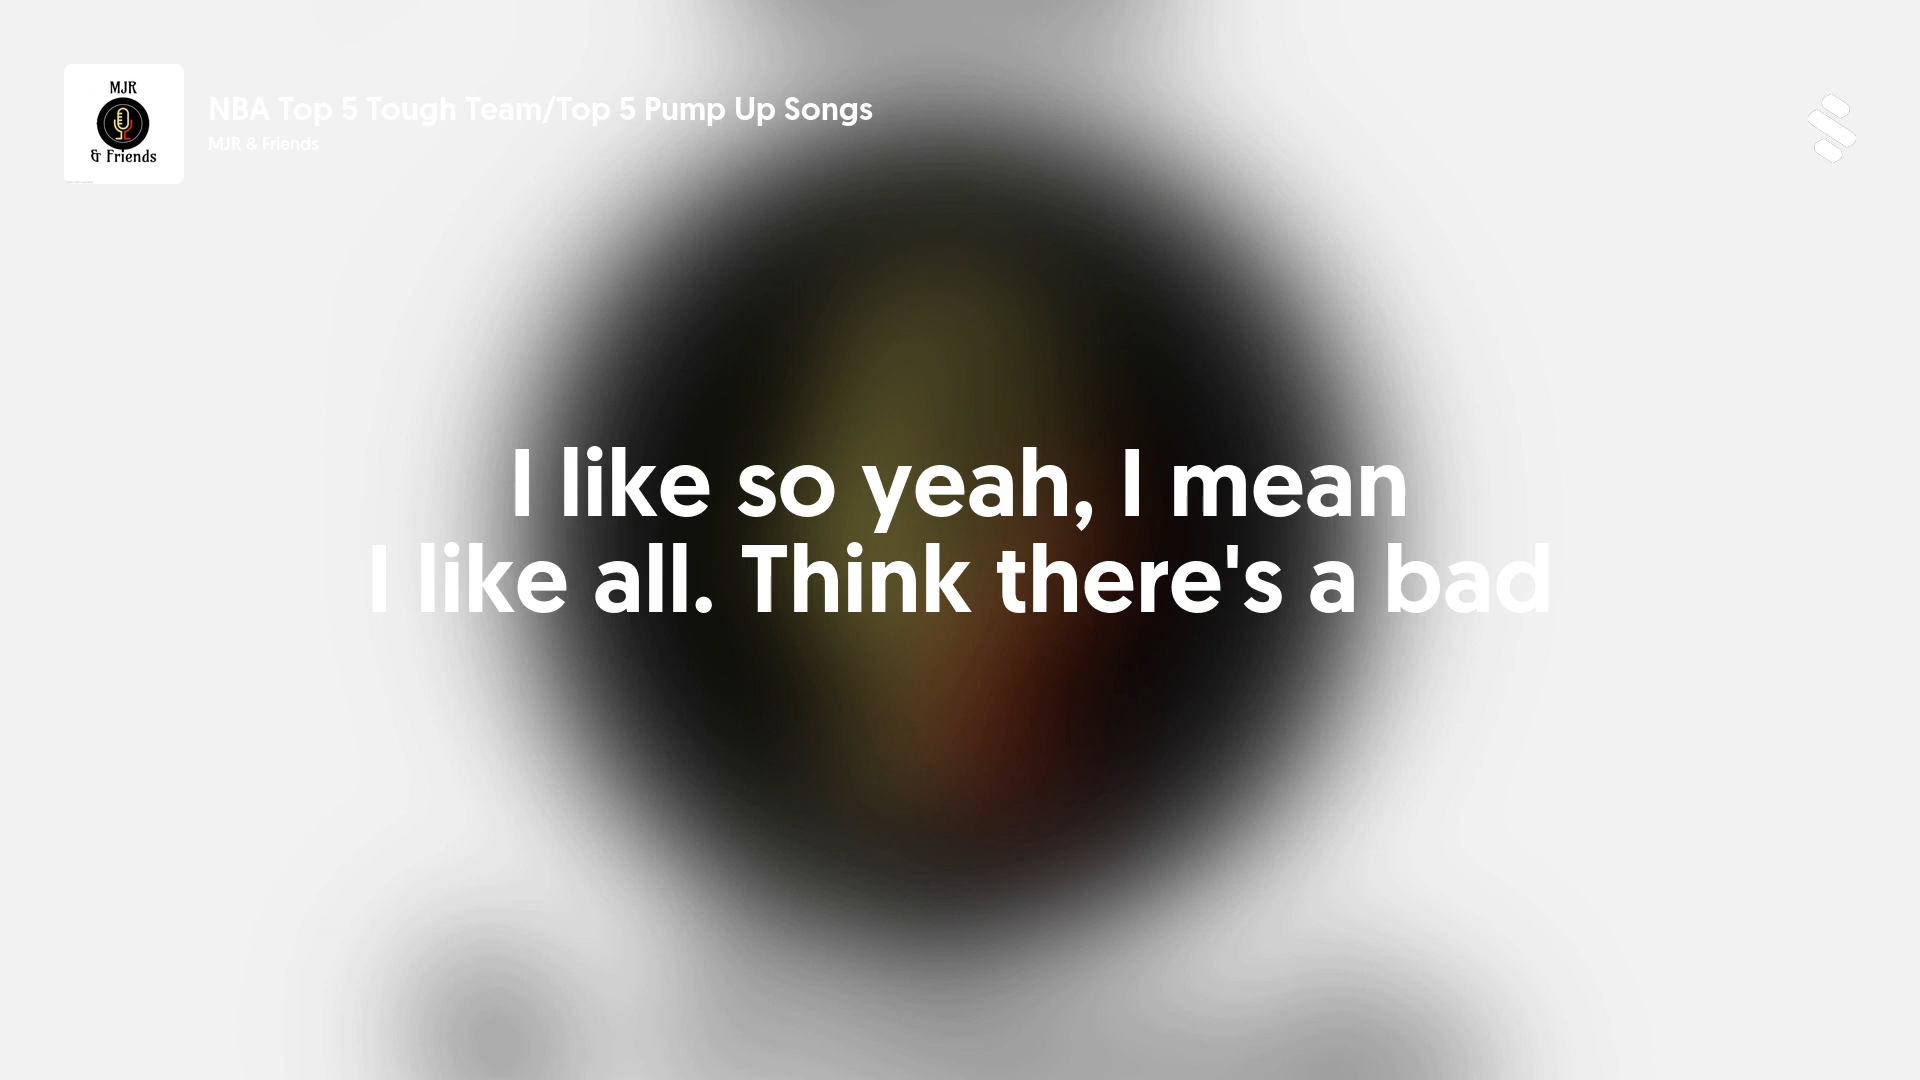 MJR
& Friends
NBA Top 5 Tough Team/Top 5 Pump Up Songs
MJR & Friends
I like so yeah, I mean
I like all. Think there's a bad